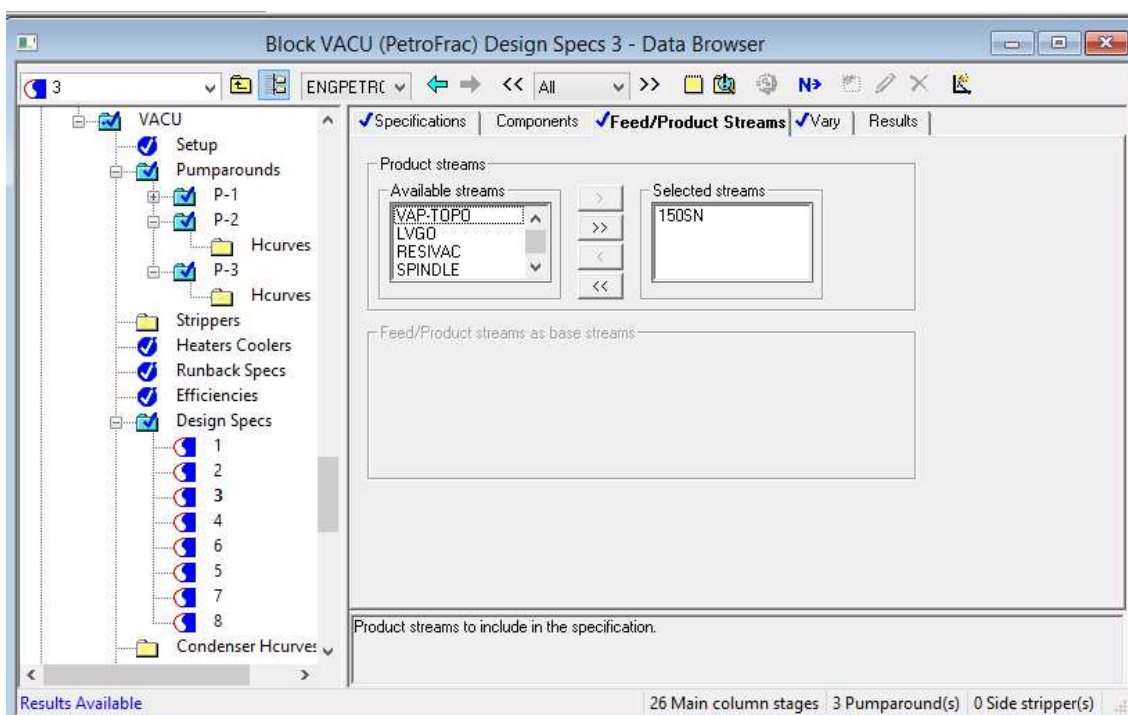 Block VACU (PetroFrac) Design Specs 3 - Data Browser
3 ENGPETRC << All >> N>
VACU
Setup
Pumparounds
P-1
P-2
Hcurves
P-3
Hcurves
Strippers
Heaters Coolers
Runback Specs
Efficiencies
Design Specs
1
2
3
4
6
5
7
8
Condenser Hcurves
Specifications Components Feed/Product Streams Vary Results
Product streams
Available streams
VAP-TOPO
LVGO
RESIVAC
SPINDLE
>
>>
<
<<
Selected streams
150SN
Feed/Product streams as base streams
Product streams to include in the specification.
Results Available 26 Main column stages 3 Pumparound(s) 0 Side stripper(s)